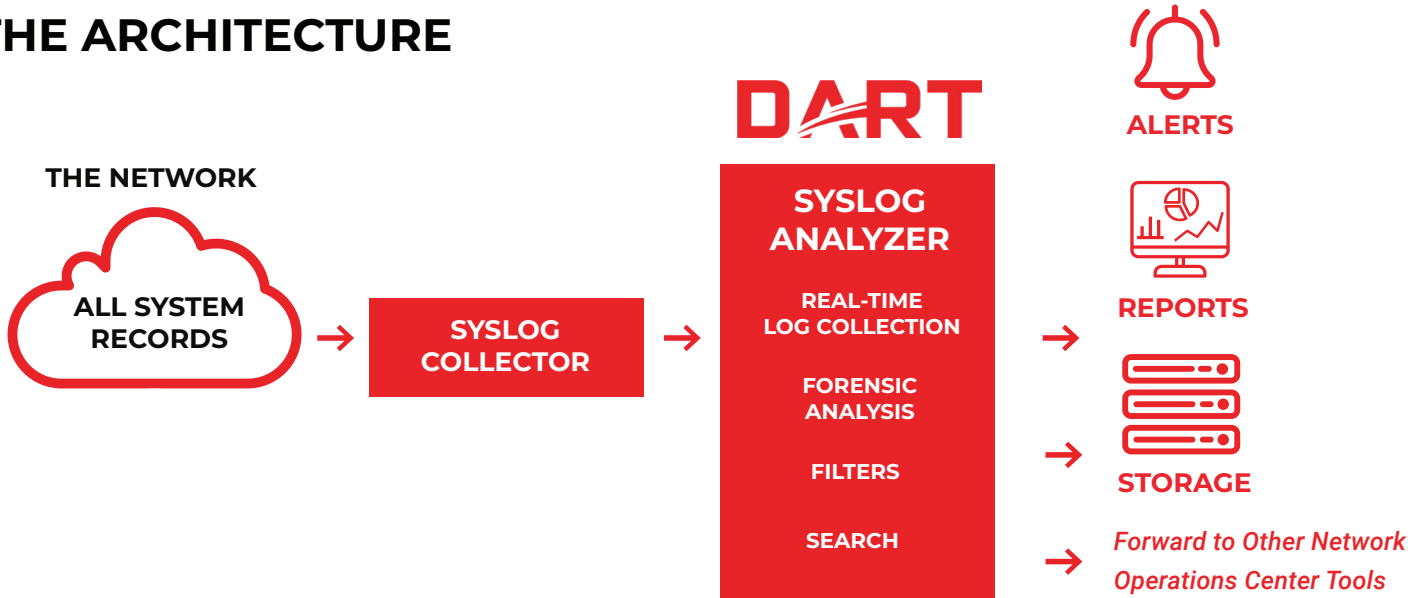 THE ARCHITECTURE
THE NETWORK
ALL SYSTEM
RECORDS
SYSLOG
COLLECTOR
DART
SYSLOG
ANALYZER
REAL-TIME
LOG COLLECTION
FORENSIC
ANALYSIS
FILTERS
SEARCH
ALERTS
REPORTS
STORAGE
Forward to Other Network
Operations Center Tools